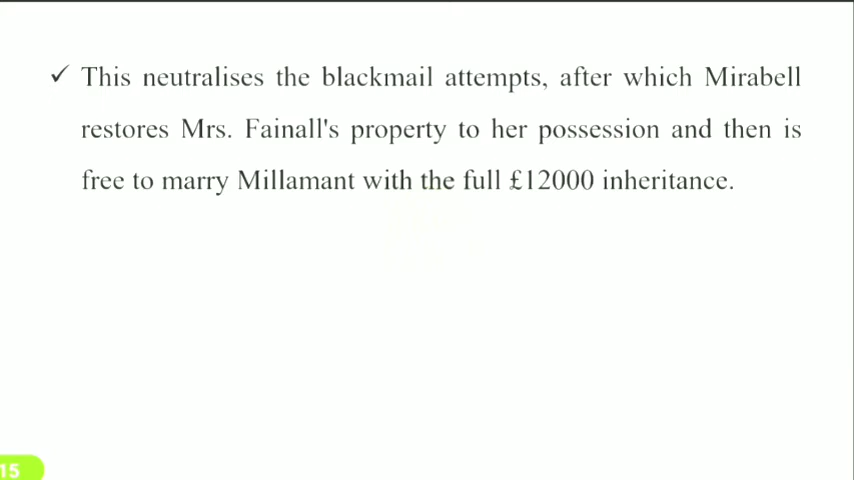 ✓ This neutralises the blackmail attempts, after which Mirabell
restores Mrs. Fainall's property to her possession and then is
free to marry Millamant with the full £12000 inheritance.
15